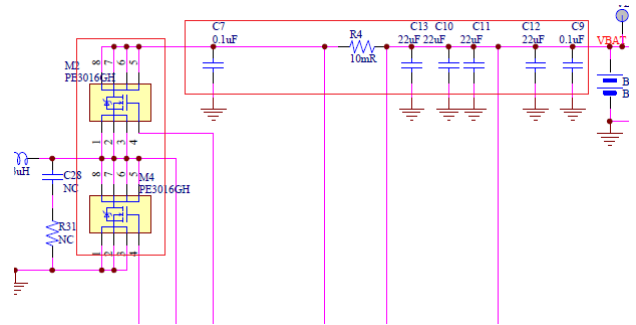 C7
0.1uF
R4
10mR
C13
22uF
C10
22uF
C11
22uF
C12
22uF
C9
0.1uF
VBAT
M2
PE3016GH
8
7
6
5
1
2
3
4
B
B
uH
C28
NC
8
7
6
5
M4
PE3016GH
R31
NC
1
2
3
4